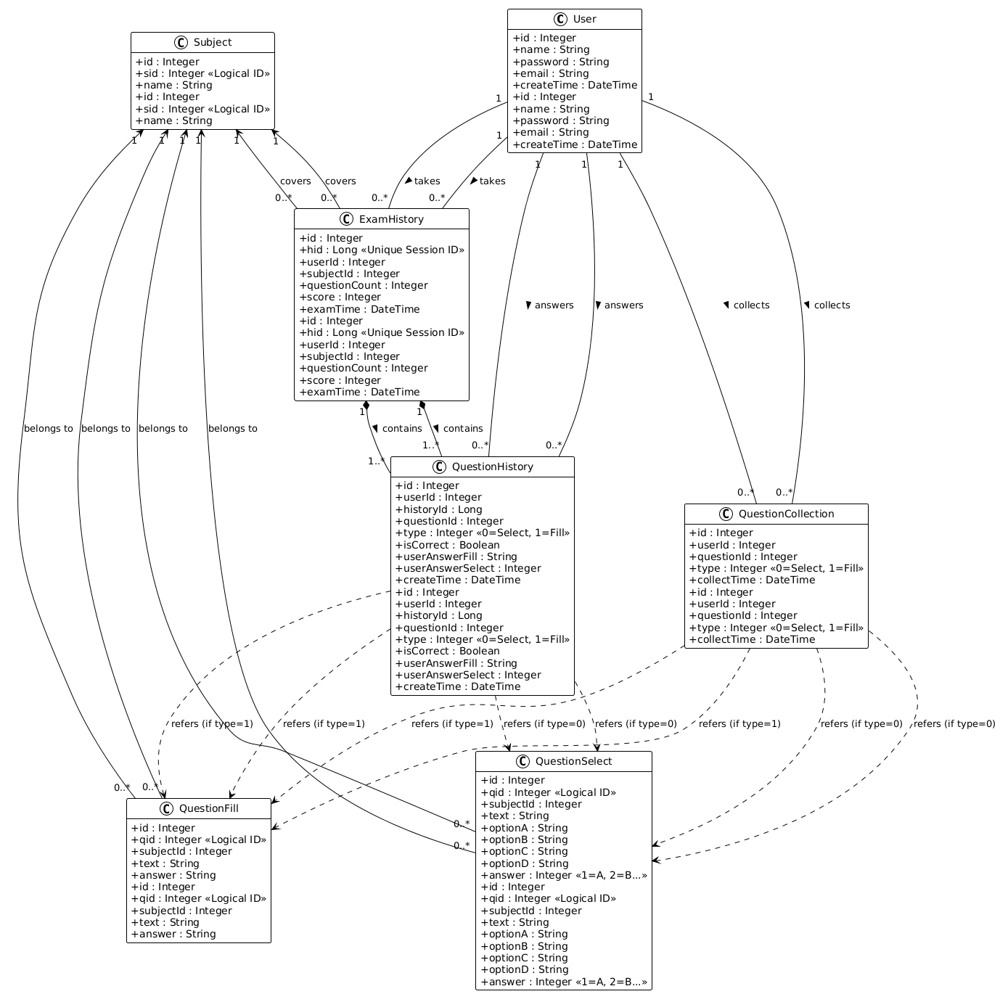 C User
+id : Integer
+name : String
+password : String
+email : String
+createTime : DateTime
+id : Integer
+name : String
+password : String
+email : String
+createTime : DateTime
C Subject
+id : Integer
+sid : Integer «Logical ID»
+name : String
+id : Integer
+sid : Integer «Logical ID»
+name : String
1
1
1
1 1 1 1 1 1
1 1 1
covers
covers
takes
takes
0..*
0..*
0..*
0..*
C ExamHistory
+id : Integer
+hid : Long «Unique Session ID»
+userId : Integer
+subjectId : Integer
+questionCount : Integer
+score : Integer
+examTime : DateTime
+id : Integer
+hid : Long «Unique Session ID»
+userId : Integer
+subjectId : Integer
+questionCount : Integer
+score : Integer
+examTime : DateTime
answers
answers
collects
collects
1
1
belongs to
belongs to
belongs to
belongs to
contains
contains
1..*
1..*
0..*
0..*
C QuestionHistory
+id : Integer
+userId : Integer
+historyId : Long
+questionId : Integer
+type : Integer «0=Select, 1=Fill»
+isCorrect : Boolean
+userAnswerFill : String
+userAnswerSelect : Integer
+createTime : DateTime
+id : Integer
+userId : Integer
+historyId : Long
+questionId : Integer
+type : Integer «0=Select, 1=Fill»
+isCorrect : Boolean
+userAnswerFill : String
+userAnswerSelect : Integer
+createTime : DateTime
0..*
0..*
C QuestionCollection
+id : Integer
+userId : Integer
+questionId : Integer
+type : Integer «0=Select, 1=Fill»
+collectTime : DateTime
+id : Integer
+userId : Integer
+questionId : Integer
+type : Integer «0=Select, 1=Fill»
+collectTime : DateTime
refers (if type=1)
refers (if type=1)
refers (if type=1)
refers (if type=0)
refers (if type=0)
refers (if type=1)
refers (if type=0)
refers (if type=0)
0..*
0..*
C QuestionFill
+id : Integer
+qid : Integer «Logical ID»
+subjectId : Integer
+text : String
+answer : String
+id : Integer
+qid : Integer «Logical ID»
+subjectId : Integer
+text : String
+answer : String
0..*
0..*
C QuestionSelect
+id : Integer
+qid : Integer «Logical ID»
+subjectId : Integer
+text : String
+optionA : String
+optionB : String
+optionC : String
+optionD : String
+answer : Integer «1=A, 2=B...»
+id : Integer
+qid : Integer «Logical ID»
+subjectId : Integer
+text : String
+optionA : String
+optionB : String
+optionC : String
+optionD : String
+answer : Integer «1=A, 2=B...»